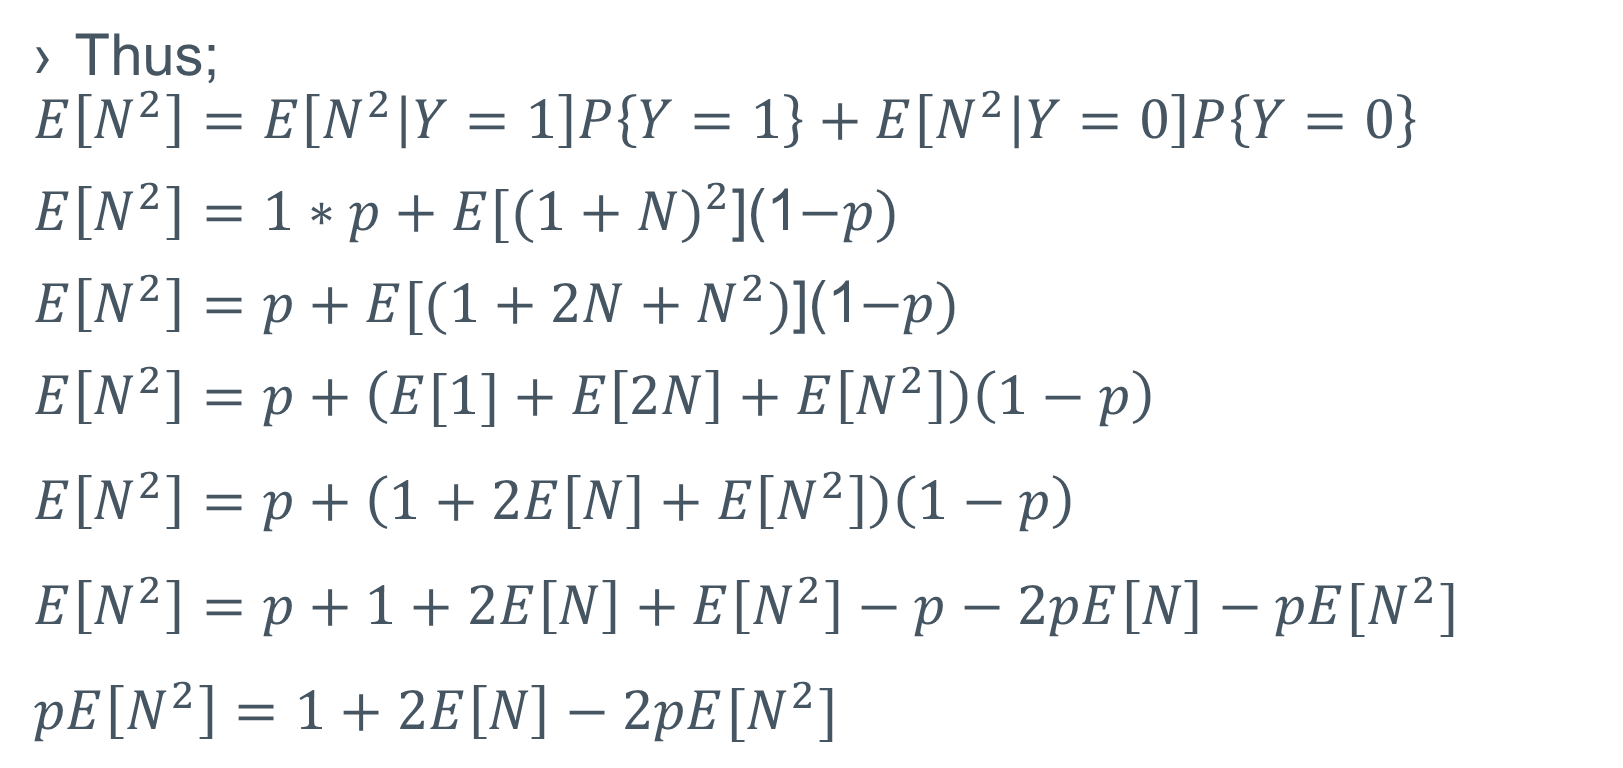 › Thus;
E[N²] = E[N²|Y = 1]P{Y = 1} + E[N²|Y = 0]P{Y = 0}
E[N²] = 1 ∗ p + E[(1 + N)²](1−p)
E[N²] = p + E[(1 + 2N + N²)](1−p)
E[N²] = p + (E[1] + E[2N] + E[N²])(1 − p)
E[N²] = p + (1 + 2E[N] + E[N²])(1 − p)
E[N²] = p + 1 + 2E[N] + E[N²] − p − 2pE[N] − pE[N²]
pE[N²] = 1 + 2E[N] − 2pE[N²]